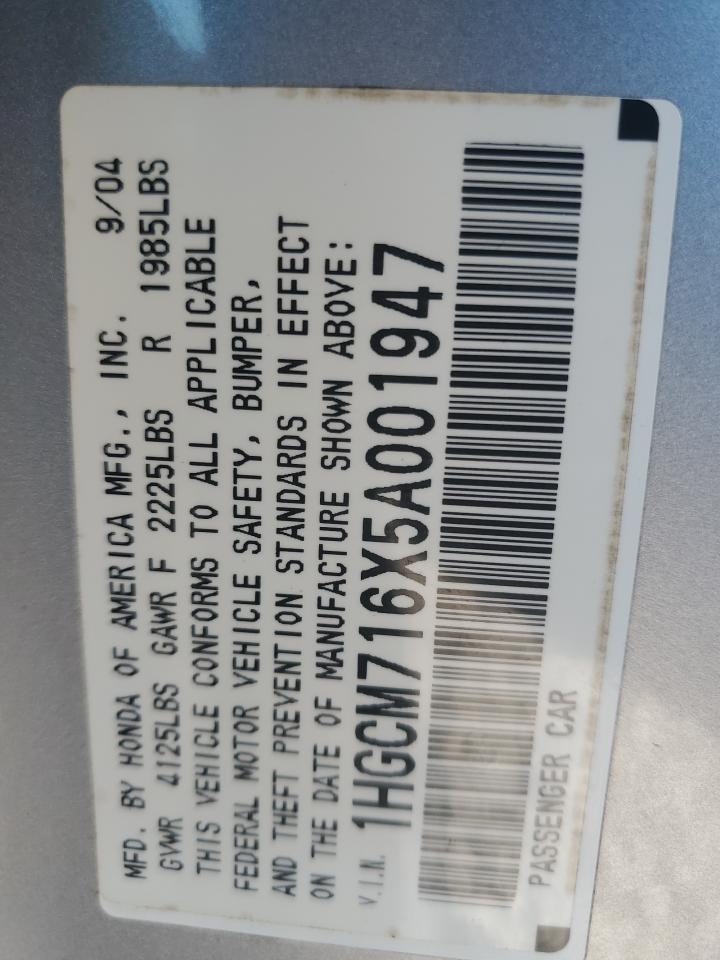 MFD. BY HONDA OF AMERICA MFG., INC. 9/04
GVWR 4125LBS GAWR F 2225LBS R 1985LBS
THIS VEHICLE CONFORMS TO ALL APPLICABLE
FEDERAL MOTOR VEHICLE SAFETY, BUMPER,
AND THEFT PREVENTION STANDARDS IN EFFECT
ON THE DATE OF MANUFACTURE SHOWN ABOVE:
V.I.N. 1HGCM716X5A001947
PASSENGER CAR